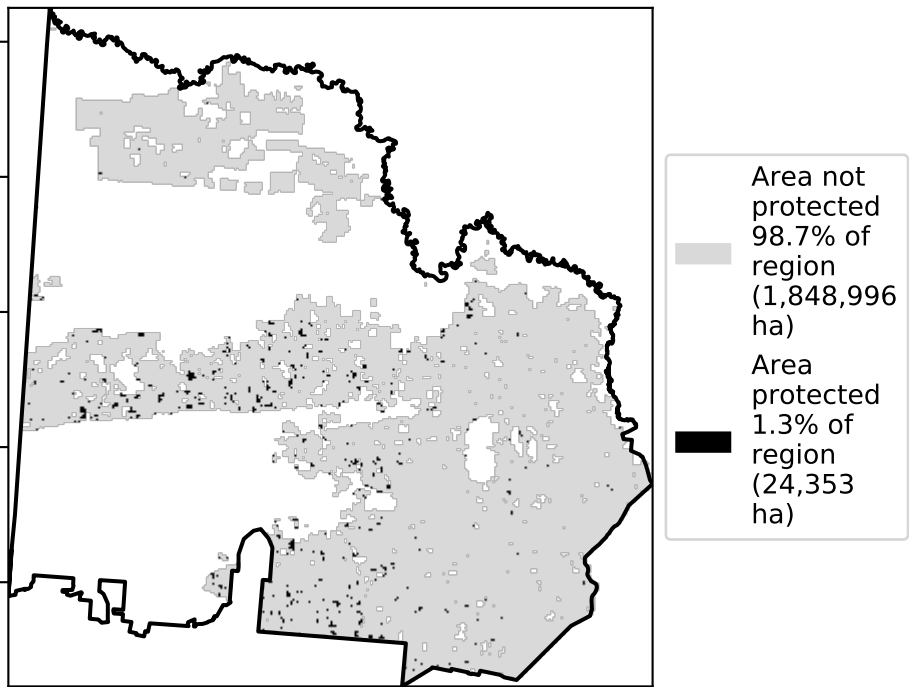 Area not
protected
98.7% of
region
(1,848,996
ha)
Area
protected
1.3% of
region
(24,353
ha)